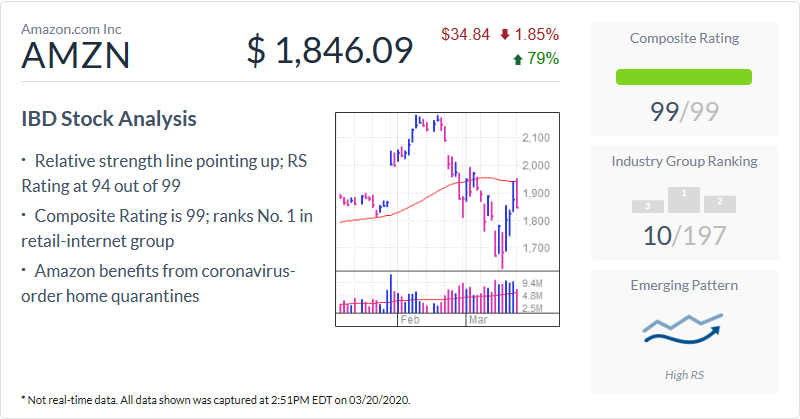 Amazon.com Inc
AMZN
$ 1,846.09
$34.84 1.85%
79%
IBD Stock Analysis
• Relative strength line pointing up; RS
Rating at 94 out of 99
• Composite Rating is 99; ranks No. 1 in
retail-internet group
• Amazon benefits from coronavirus-
order home quarantines
2,100
2,000
1,900
1,800
1,700
9.4M
4.8M
2.5M
Feb
Mar
Composite Rating
99/99
Industry Group Ranking
3
1
2
10/197
Emerging Pattern
High RS
* Not real-time data. All data shown was captured at 2:51PM EDT on 03/20/2020.